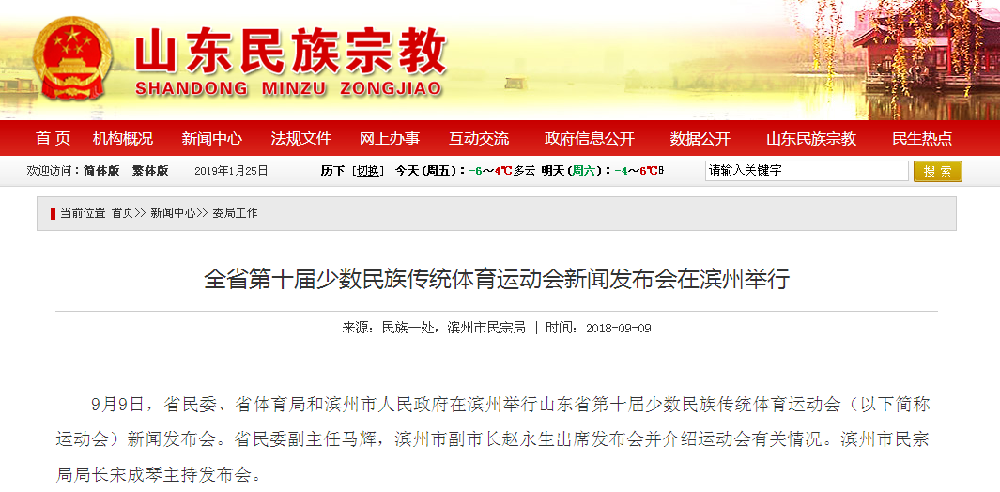 山东民族宗教
SHANDONG MINZU ZONGJIAO
首 页 机构概况 新闻中心 法规文件 网上办事 互动交流 政府信息公开 数据公开 山东民族宗教 民生热点
欢迎访问：简体版 繁体版 2019年1月25日 历下 [切换] 今天(周五)：-6～4℃多云 明天(周六)：-4～6℃ 请输入关键字 搜 索
当前位置 首页>> 新闻中心>> 委局工作
全省第十届少数民族传统体育运动会新闻发布会在滨州举行
来源：民族一处，滨州市民宗局 | 时间：2018-09-09
9月9日，省民委、省体育局和滨州市人民政府在滨州举行山东省第十届少数民族传统体育运动会（以下简称
运动会）新闻发布会。省民委副主任马辉，滨州市副市长赵永生出席发布会并介绍运动会有关情况。滨州市民宗
局局长宋成琴主持发布会。